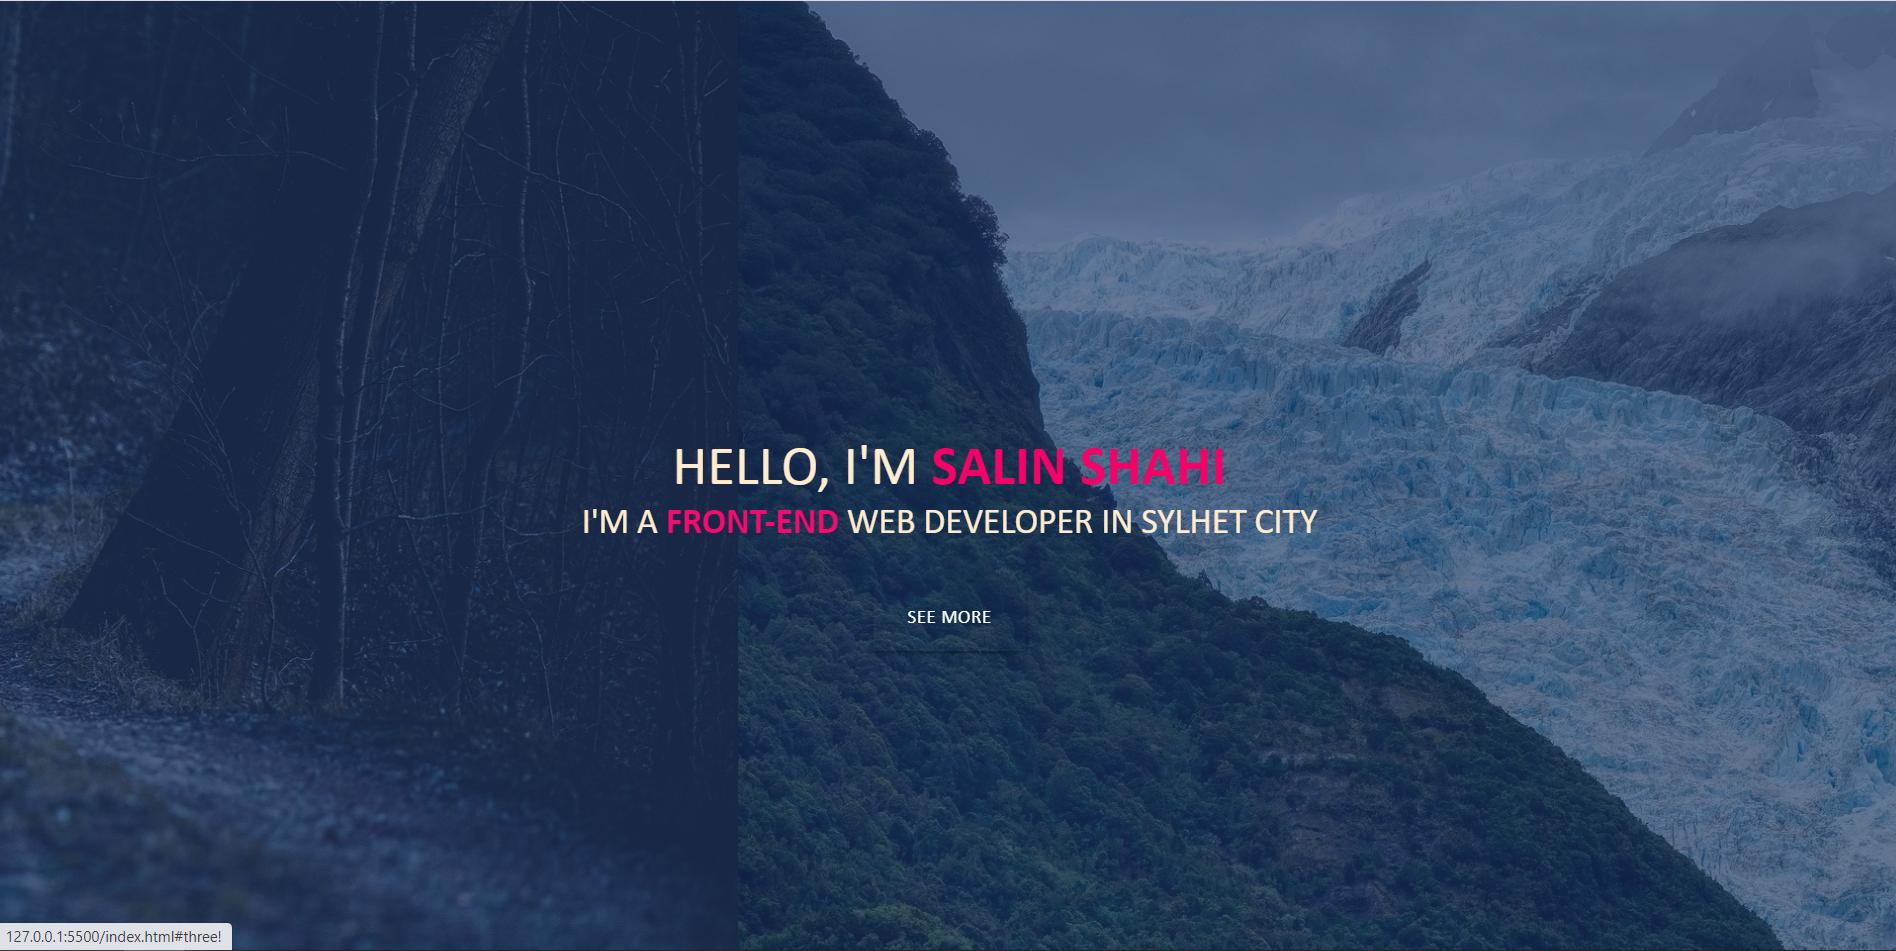 HELLO, I'M SALIN SHAHI
I'M A FRONT-END WEB DEVELOPER IN SYLHET CITY
SEE MORE
127.0.0.1:5500/index.html#three!